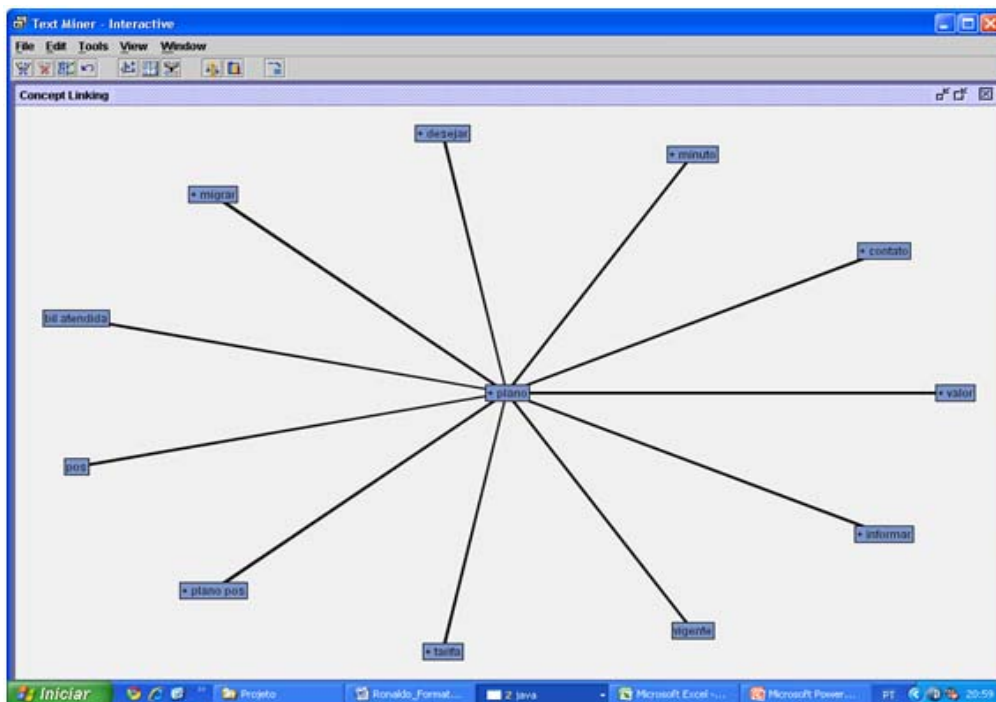 Text Miner - Interactive
File Edit Tools View Window
Concept Linking
+ desejar
+ minuto
+ migrar
+ contato
bil atendida
+ plano
+ valor
pos
+ informar
+ plano pos
vigente
+ tarifa
Iniciar
Projeto
Ronaldo_Format...
2 java
Microsoft Excel -...
Microsoft Power...
PT
20:59